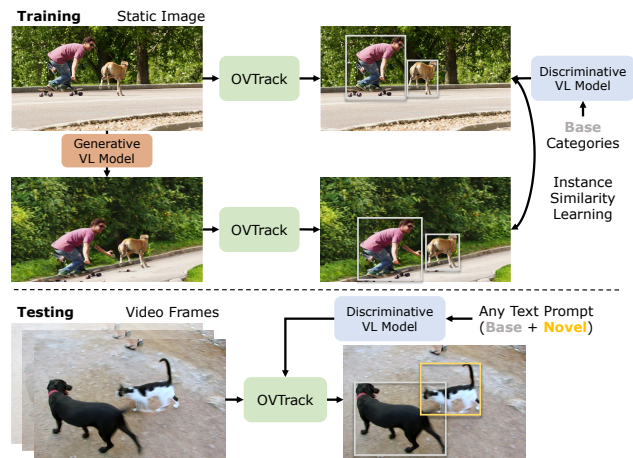 Training Static Image
OVTrack
Discriminative
VL Model
Base
Categories
Generative
VL Model
Instance
Similarity
Learning
OVTrack
Testing Video Frames
Discriminative
VL Model
Any Text Prompt
(Base + Novel)
OVTrack